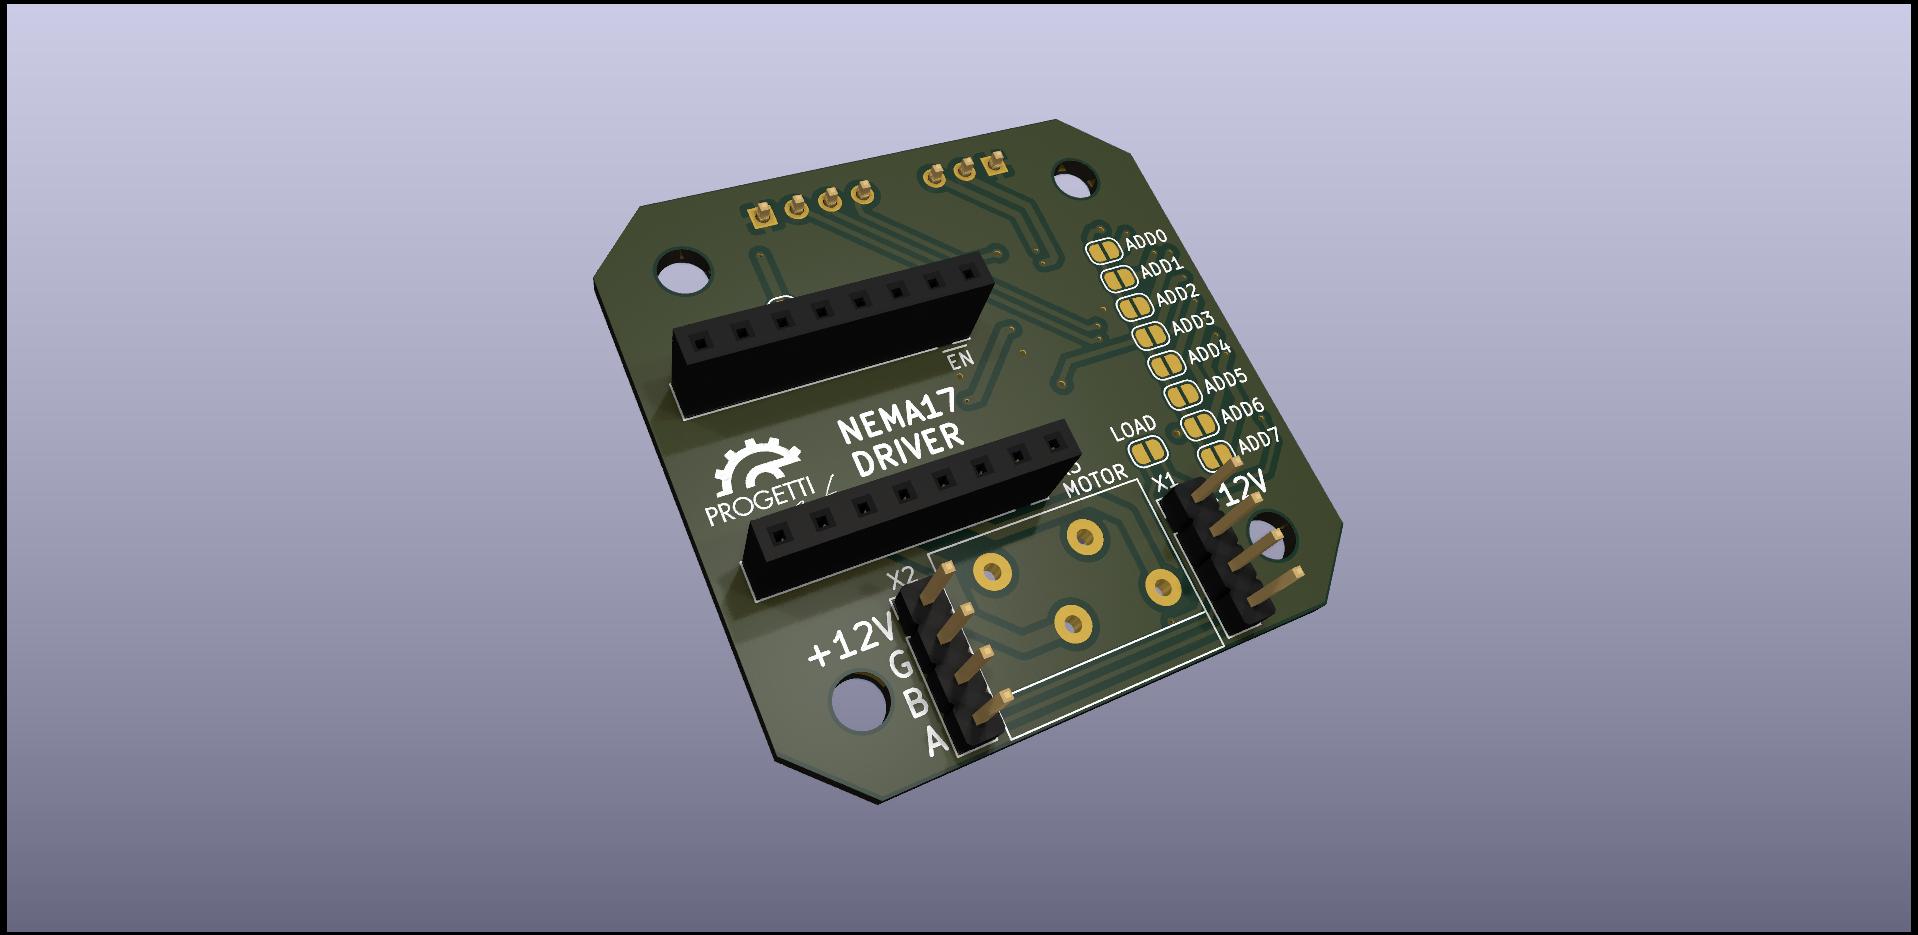 ADD0
ADD1
ADD2
ADD3
ADD4
ADD5
ADD6
ADD7
EN
NEMA17
DRIVER
PROGETTI
LOAD
MOTOR
X1
12V
X2
+12V
G
B
A